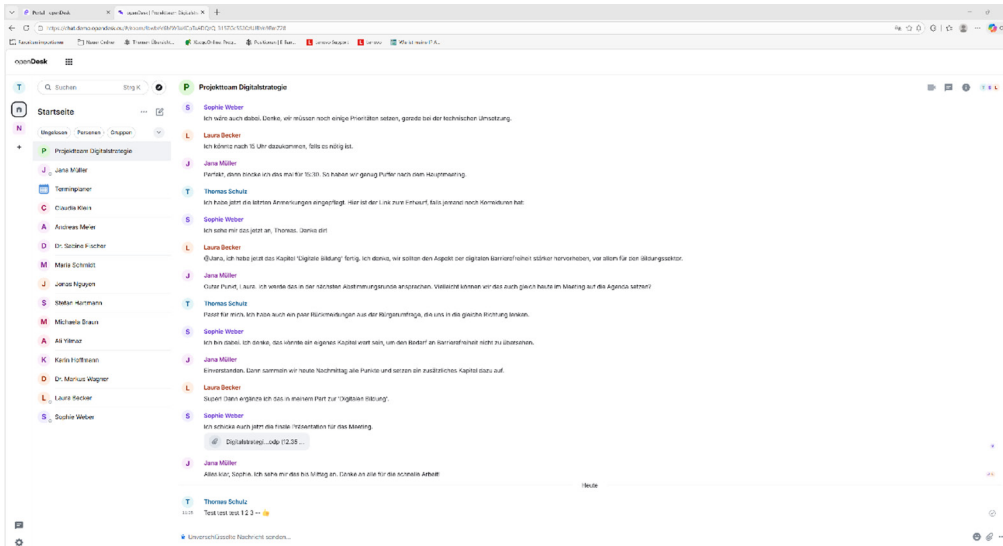 Portal - openDesk
openDesk
Suchen
Strg K
Projektteam Digitalstrategie
Startseite
Ungelesen Personen Gruppen
Projektteam Digitalstrategie
Jana Müller
Terminplaner
Claudia Klein
Andreas Meier
Dr. Sabine Fischer
Maria Schmidt
Jonas Nguyen
Stefan Hartmann
Michaela Braun
Ali Yilmaz
Karin Hoffmann
Dr. Markus Wagner
Laura Becker
Sophie Weber
Sophie Weber
Ich wäre auch dabei. Denke, wir müssen noch einige Prioritäten setzen, gerade bei der technischen Umsetzung.
Laura Becker
Ich könnte nach 15 Uhr dazukommen, falls es nötig ist.
Jana Müller
Perfekt, dann blocke ich das mal für 15:30. So haben wir genug Puffer nach dem Hauptmeeting.
Thomas Schulz
Ich habe jetzt die letzten Anmerkungen eingepflegt. Hier ist der Link zum Entwurf, falls jemand noch Korrekturen hat:
Sophie Weber
Ich sehe mir das jetzt an, Thomas. Danke dir!
Laura Becker
@Jana, ich habe jetzt das Kapitel 'Digitale Bildung' fertig. Ich denke, wir sollten den Aspekt der digitalen Barrierefreiheit stärker hervorheben, vor allem für den Bildungssektor.
Jana Müller
Guter Punkt, Laura. Ich werde das in der nächsten Abstimmungsrunde ansprechen. Vielleicht können wir das auch gleich heute im Meeting auf die Agenda setzen?
Thomas Schulz
Passt für mich. Ich habe auch ein paar Rückmeldungen aus der Bürgerumfrage, die uns in die gleiche Richtung lenken.
Sophie Weber
Ich bin dabei. Ich denke, das könnte ein eigenes Kapitel wert sein, um den Bedarf an Barrierefreiheit nicht zu übersehen.
Jana Müller
Einverstanden. Dann sammeln wir heute Nachmittag alle Punkte und setzen ein zusätzliches Kapitel dazu auf.
Laura Becker
Super! Dann ergänze ich das in meinem Part zur 'Digitalen Bildung'.
Sophie Weber
Ich schicke euch jetzt die finale Präsentation für das Meeting.
Digitalstrategi...odp (12.35 ...
Jana Müller
Alles klar, Sophie. Ich sehe mir das bis Mittag an. Danke an alle für die schnelle Arbeit!
Heute
Thomas Schulz
Test test test 1 2 3 --
Unverschlüsselte Nachricht senden...